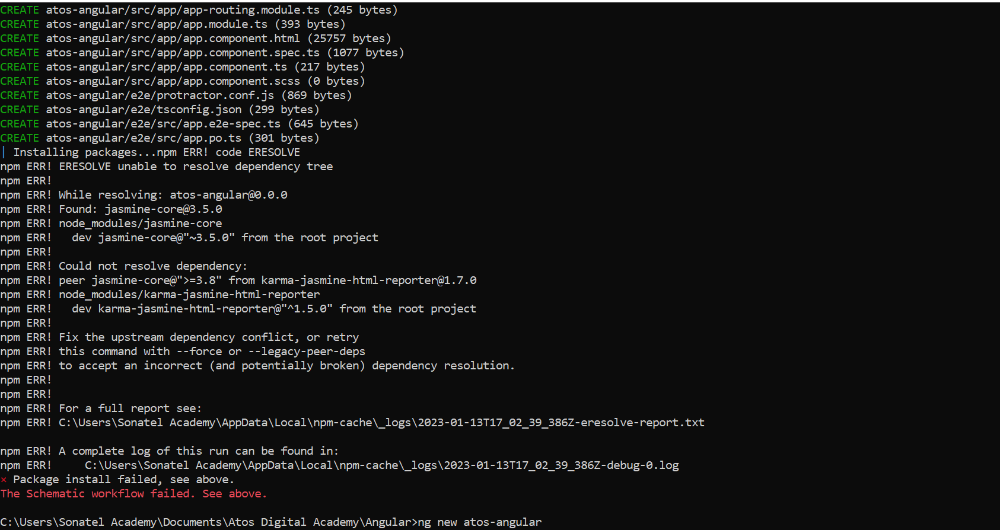 CREATE atos-angular/src/app/app-routing.module.ts (245 bytes)
CREATE atos-angular/src/app/app.module.ts (393 bytes)
CREATE atos-angular/src/app/app.component.html (25757 bytes)
CREATE atos-angular/src/app/app.component.spec.ts (1077 bytes)
CREATE atos-angular/src/app/app.component.ts (217 bytes)
CREATE atos-angular/src/app/app.component.scss (0 bytes)
CREATE atos-angular/e2e/protractor.conf.js (869 bytes)
CREATE atos-angular/e2e/tsconfig.json (299 bytes)
CREATE atos-angular/e2e/src/app.e2e-spec.ts (645 bytes)
CREATE atos-angular/e2e/src/app.po.ts (301 bytes)
| Installing packages...npm ERR! code ERESOLVE
npm ERR! ERESOLVE unable to resolve dependency tree
npm ERR!
npm ERR! While resolving: atos-angular@0.0.0
npm ERR! Found: jasmine-core@3.5.0
npm ERR! node_modules/jasmine-core
npm ERR!   dev jasmine-core@"~3.5.0" from the root project
npm ERR!
npm ERR! Could not resolve dependency:
npm ERR! peer jasmine-core@">=3.8" from karma-jasmine-html-reporter@1.7.0
npm ERR! node_modules/karma-jasmine-html-reporter
npm ERR!   dev karma-jasmine-html-reporter@"^1.5.0" from the root project
npm ERR!
npm ERR! Fix the upstream dependency conflict, or retry
npm ERR! this command with --force or --legacy-peer-deps
npm ERR! to accept an incorrect (and potentially broken) dependency resolution.
npm ERR!
npm ERR!
npm ERR! For a full report see:
npm ERR! C:\Users\Sonatel Academy\AppData\Local\npm-cache\_logs\2023-01-13T17_02_39_386Z-eresolve-report.txt
npm ERR! A complete log of this run can be found in:
npm ERR!     C:\Users\Sonatel Academy\AppData\Local\npm-cache\_logs\2023-01-13T17_02_39_386Z-debug-0.log
× Package install failed, see above.
The Schematic workflow failed. See above.
C:\Users\Sonatel Academy\Documents\Atos Digital Academy\Angular>ng new atos-angular